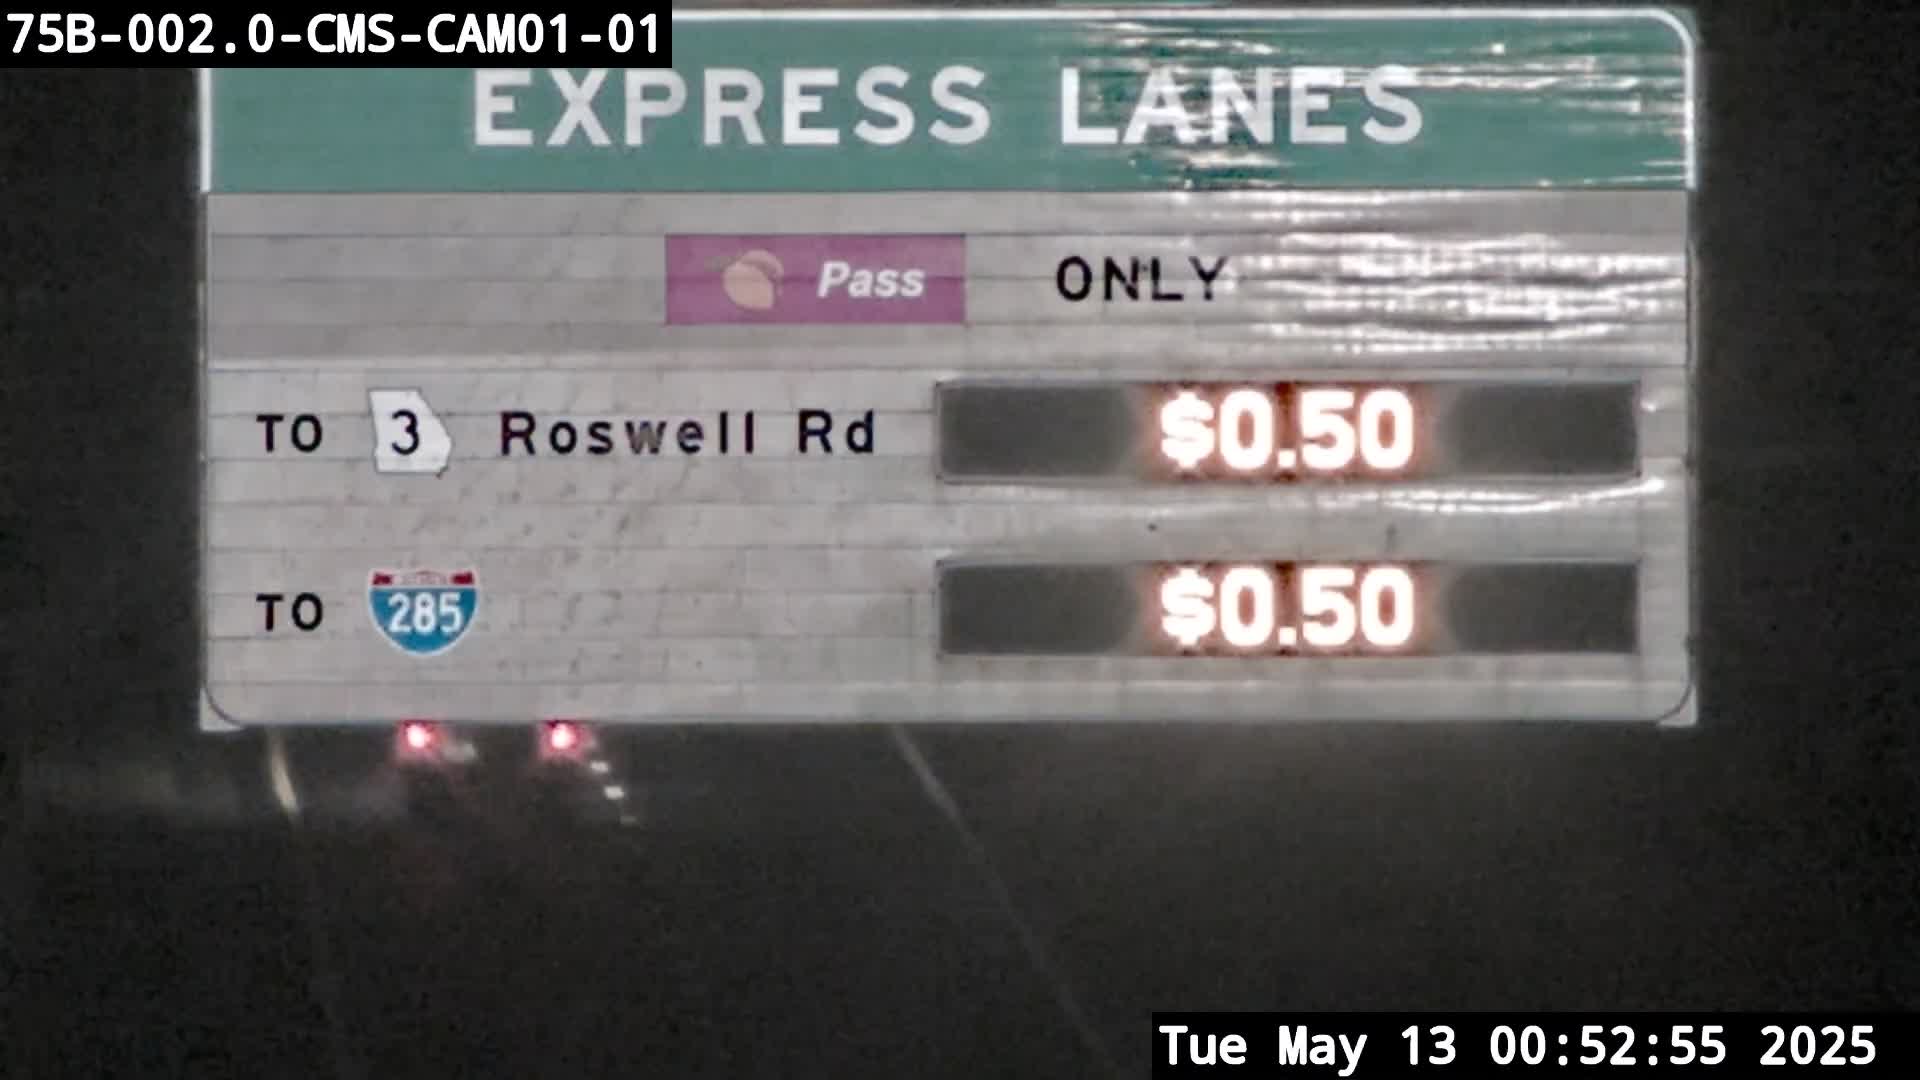 75B-002.0-CMS-CAM01-01
EXPRESS LANES
Pass ONLY
TO 3 Roswell Rd $0.50
TO 285 $0.50
Tue May 13 00:52:55 2025